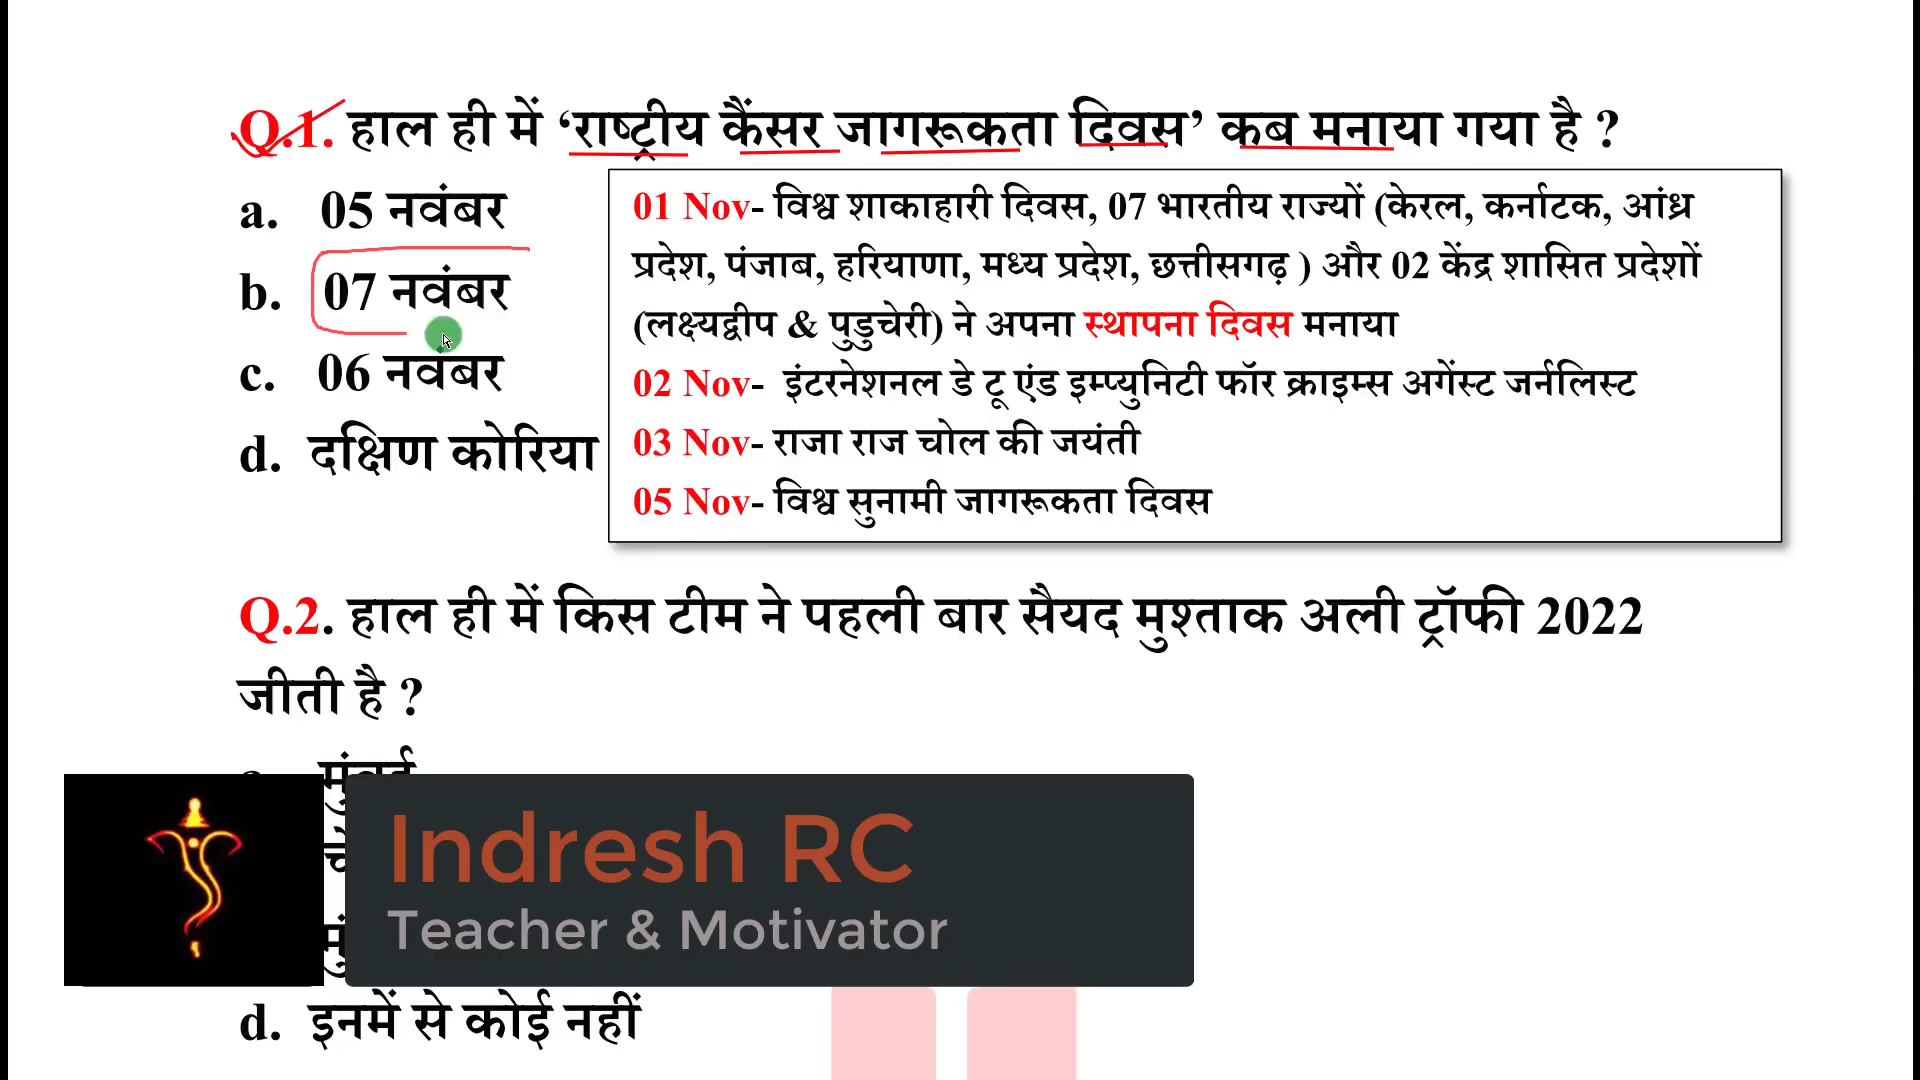 Q.1. हाल ही में ‘राष्ट्रीय कैंसर जागरूकता दिवस’ कब मनाया गया है ?
a. 05 नवंबर
b. 07 नवंबर
c. 06 नवंबर
d. दक्षिण कोरिया
01 Nov- विश्व शाकाहारी दिवस, 07 भारतीय राज्यों (केरल, कर्नाटक, आंध्र
प्रदेश, पंजाब, हरियाणा, मध्य प्रदेश, छत्तीसगढ़ ) और 02 केंद्र शासित प्रदेशों
(लक्ष्यद्वीप & पुडुचेरी) ने अपना स्थापना दिवस मनाया
02 Nov- इंटरनेशनल डे टू एंड इम्प्युनिटी फॉर क्राइम्स अगेंस्ट जर्नलिस्ट
03 Nov- राजा राज चोल की जयंती
05 Nov- विश्व सुनामी जागरूकता दिवस
Q.2. हाल ही में किस टीम ने पहली बार सैयद मुश्ताक अली ट्रॉफी 2022
जीती है ?
Indresh RC
Teacher & Motivator
d. इनमें से कोई नहीं